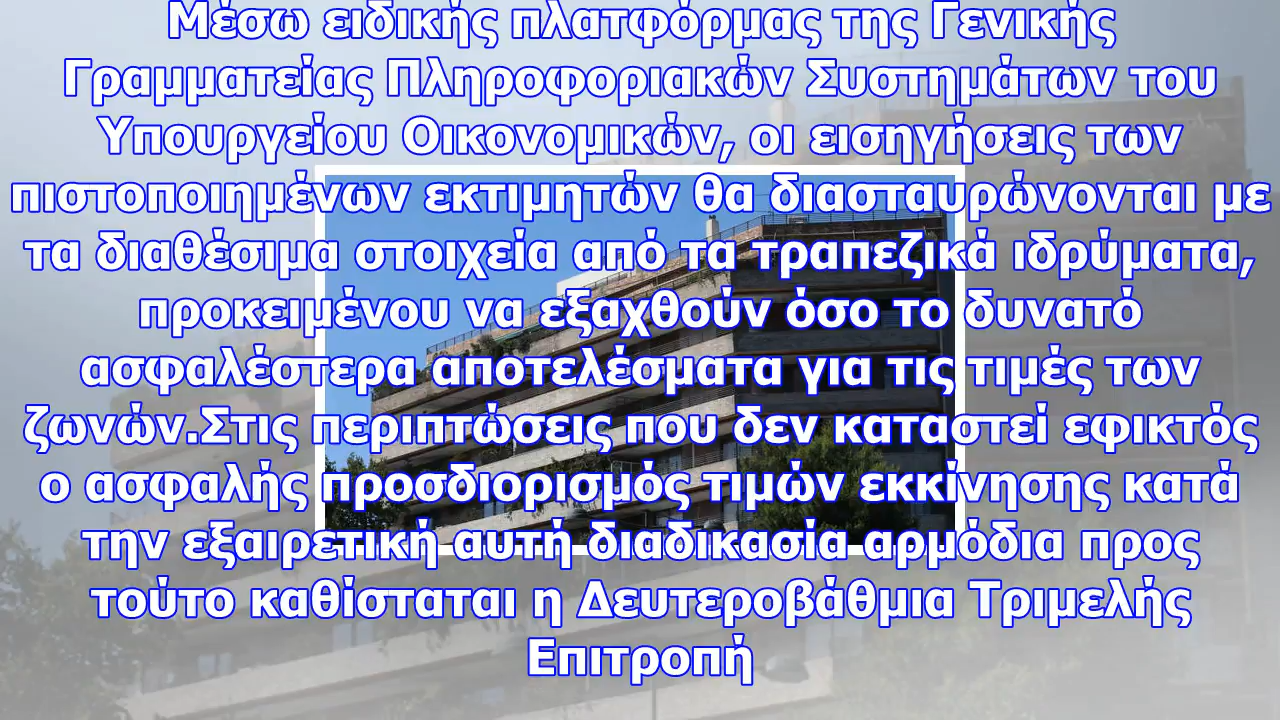 Μέσω ειδικής πλατφόρμας της Γενικής
Γραμματείας Πληροφοριακών Συστημάτων του
Υπουργείου Οικονομικών, οι εισηγήσεις των
πιστοποιημένων εκτιμητών θα διασταυρώνονται με
τα διαθέσιμα στοιχεία από τα τραπεζικά ιδρύματα,
προκειμένου να εξαχθούν όσο το δυνατό
ασφαλέστερα αποτελέσματα για τις τιμές των
ζωνών.Στις περιπτώσεις που δεν καταστεί εφικτός
ο ασφαλής προσδιορισμός τιμών εκκίνησης κατά
την εξαιρετική αυτή διαδικασία αρμόδια προς
τούτο καθίσταται η Δευτεροβάθμια Τριμελής
Επιτροπή